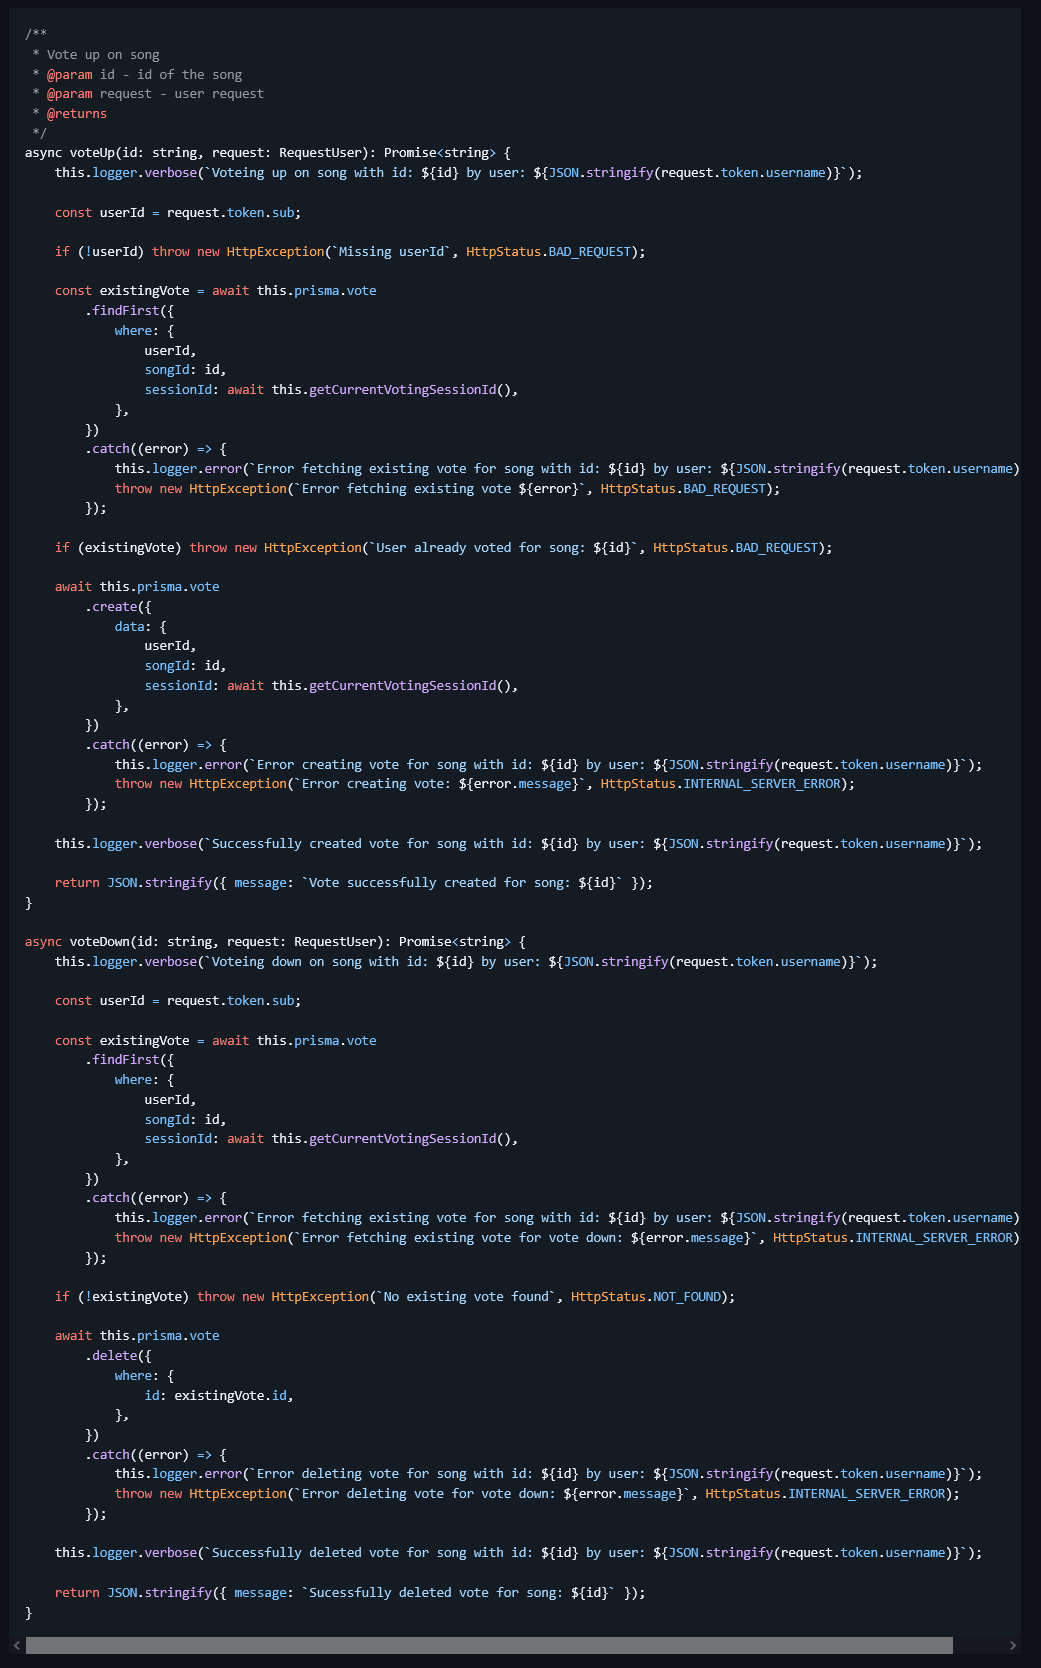 /**
 * Vote up on song
 * @param id - id of the song
 * @param request - user request
 * @returns
 */
async voteUp(id: string, request: RequestUser): Promise<string> {
    this.logger.verbose(`Voteing up on song with id: ${id} by user: ${JSON.stringify(request.token.username)}`);

    const userId = request.token.sub;

    if (!userId) throw new HttpException(`Missing userId`, HttpStatus.BAD_REQUEST);

    const existingVote = await this.prisma.vote
        .findFirst({
            where: {
                userId,
                songId: id,
                sessionId: await this.getCurrentVotingSessionId(),
            },
        })
        .catch((error) => {
            this.logger.error(`Error fetching existing vote for song with id: ${id} by user: ${JSON.stringify(request.token.username)
            throw new HttpException(`Error fetching existing vote ${error}`, HttpStatus.BAD_REQUEST);
        });

    if (existingVote) throw new HttpException(`User already voted for song: ${id}`, HttpStatus.BAD_REQUEST);

    await this.prisma.vote
        .create({
            data: {
                userId,
                songId: id,
                sessionId: await this.getCurrentVotingSessionId(),
            },
        })
        .catch((error) => {
            this.logger.error(`Error creating vote for song with id: ${id} by user: ${JSON.stringify(request.token.username)}`);
            throw new HttpException(`Error creating vote: ${error.message}`, HttpStatus.INTERNAL_SERVER_ERROR);
        });

    this.logger.verbose(`Successfully created vote for song with id: ${id} by user: ${JSON.stringify(request.token.username)}`);

    return JSON.stringify({ message: `Vote successfully created for song: ${id}` });
}

async voteDown(id: string, request: RequestUser): Promise<string> {
    this.logger.verbose(`Voteing down on song with id: ${id} by user: ${JSON.stringify(request.token.username)}`);

    const userId = request.token.sub;

    const existingVote = await this.prisma.vote
        .findFirst({
            where: {
                userId,
                songId: id,
                sessionId: await this.getCurrentVotingSessionId(),
            },
        })
        .catch((error) => {
            this.logger.error(`Error fetching existing vote for song with id: ${id} by user: ${JSON.stringify(request.token.username)
            throw new HttpException(`Error fetching existing vote for vote down: ${error.message}`, HttpStatus.INTERNAL_SERVER_ERROR)
        });

    if (!existingVote) throw new HttpException(`No existing vote found`, HttpStatus.NOT_FOUND);

    await this.prisma.vote
        .delete({
            where: {
                id: existingVote.id,
            },
        })
        .catch((error) => {
            this.logger.error(`Error deleting vote for song with id: ${id} by user: ${JSON.stringify(request.token.username)}`);
            throw new HttpException(`Error deleting vote for vote down: ${error.message}`, HttpStatus.INTERNAL_SERVER_ERROR);
        });

    this.logger.verbose(`Successfully deleted vote for song with id: ${id} by user: ${JSON.stringify(request.token.username)}`);

    return JSON.stringify({ message: `Sucessfully deleted vote for song: ${id}` });
}